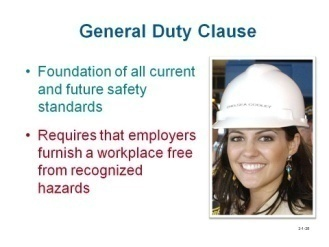 General Duty Clause
• Foundation of all current
and future safety
standards
• Requires that employers
furnish a workplace free
from recognized
hazards